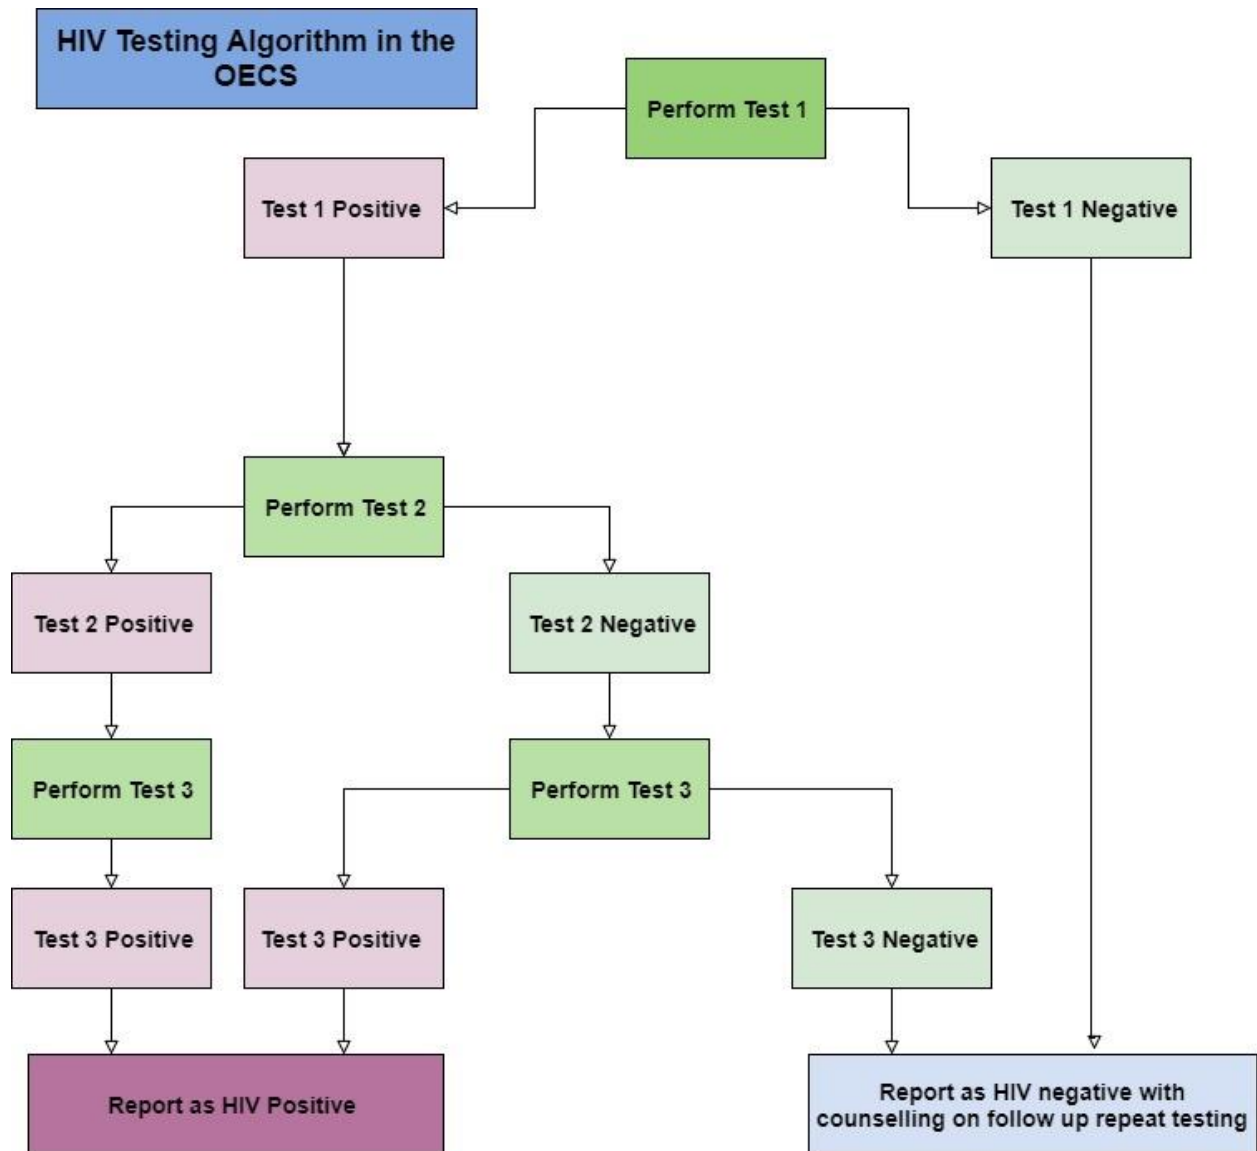 HIV Testing Algorithm in the
OECS
Perform Test 1
Test 1 Positive
Test 1 Negative
Perform Test 2
Test 2 Positive
Test 2 Negative
Perform Test 3
Perform Test 3
Test 3 Positive
Test 3 Positive
Test 3 Negative
Report as HIV Positive
Report as HIV negative with
counselling on follow up repeat testing